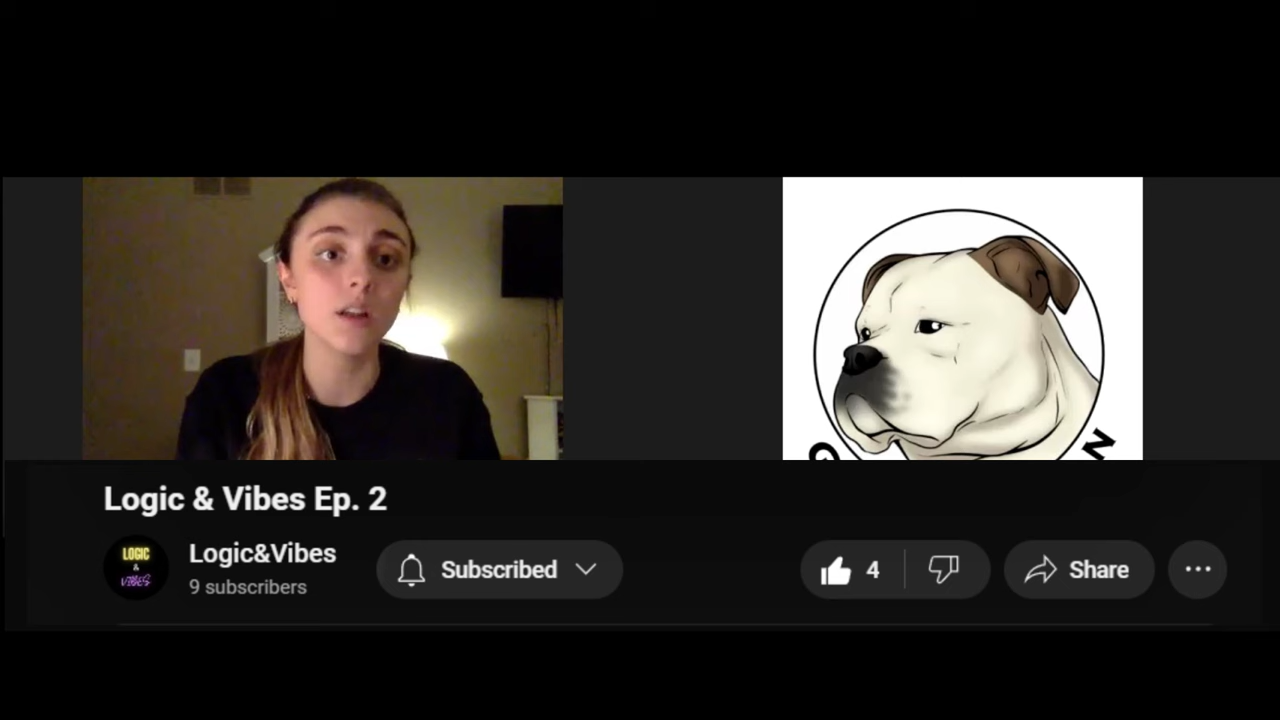 G N
Logic & Vibes Ep. 2
LOGIC
&
VIBES
Logic&Vibes
9 subscribers
Subscribed
4
Share